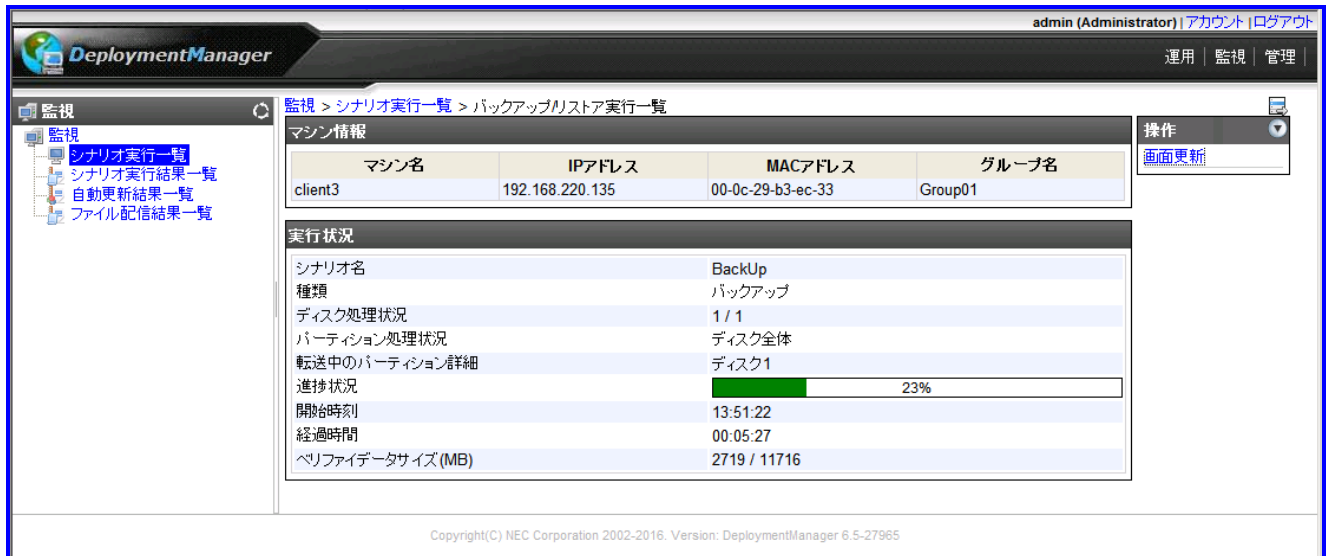 admin (Administrator) | アカウント | ログアウト
DeploymentManager
運用 | 監視 | 管理 |
監視
監視
シナリオ実行一覧
シナリオ実行結果一覧
自動更新結果一覧
ファイル配信結果一覧
監視 > シナリオ実行一覧 > バックアップ/リストア実行一覧
マシン情報
マシン名 IPアドレス MACアドレス グループ名
client3 192.168.220.135 00-0c-29-b3-ec-33 Group01
実行状況
シナリオ名 BackUp
種類 バックアップ
ディスク処理状況 1 / 1
パーティション処理状況 ディスク全体
転送中のパーティション詳細 ディスク1
進捗状況 23%
開始時刻 13:51:22
経過時間 00:05:27
ベリファイデータサイズ(MB) 2719 / 11716
操作
画面更新
Copyright(C) NEC Corporation 2002-2016. Version: DeploymentManager 6.5-27965